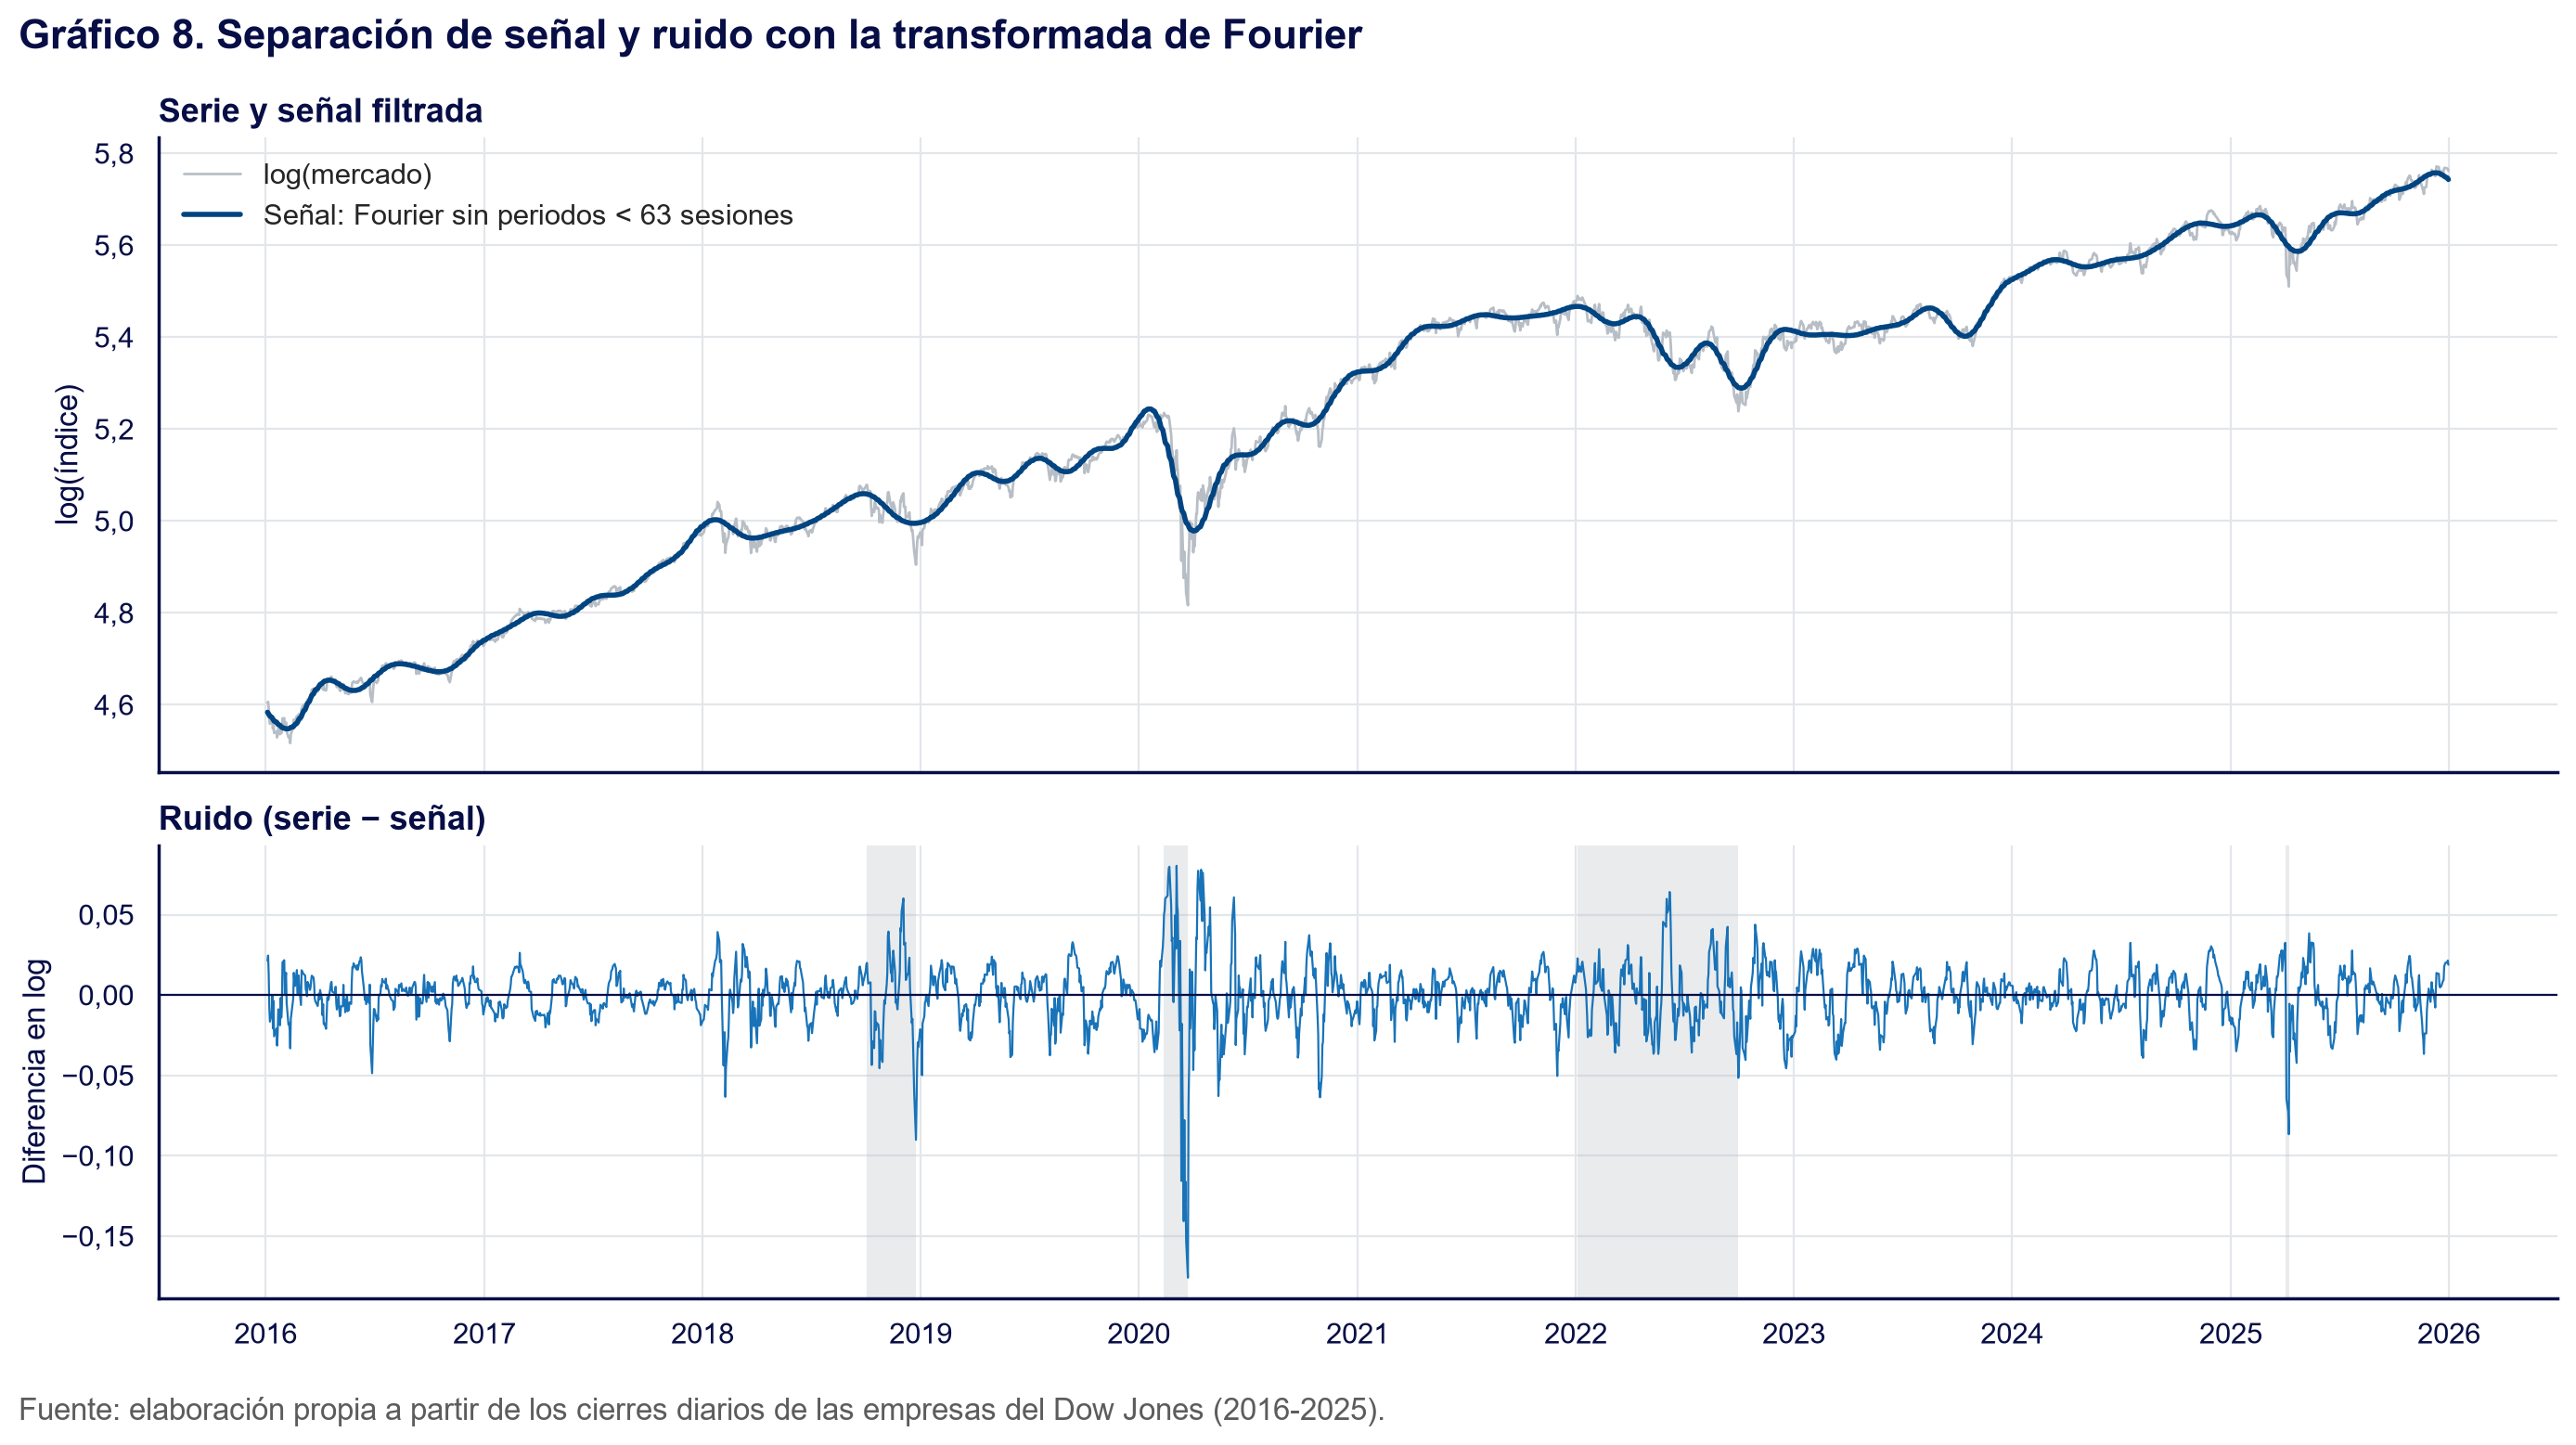 Gráfico 8. Separación de señal y ruido con la transformada de Fourier
Serie y señal filtrada
log(mercado)
Señal: Fourier sin periodos < 63 sesiones
log(índice)
5,8
5,6
5,4
5,2
5,0
4,8
4,6
Ruido (serie − señal)
Diferencia en log
0,05
0,00
−0,05
−0,10
−0,15
2016 2017 2018 2019 2020 2021 2022 2023 2024 2025 2026
Fuente: elaboración propia a partir de los cierres diarios de las empresas del Dow Jones (2016-2025).